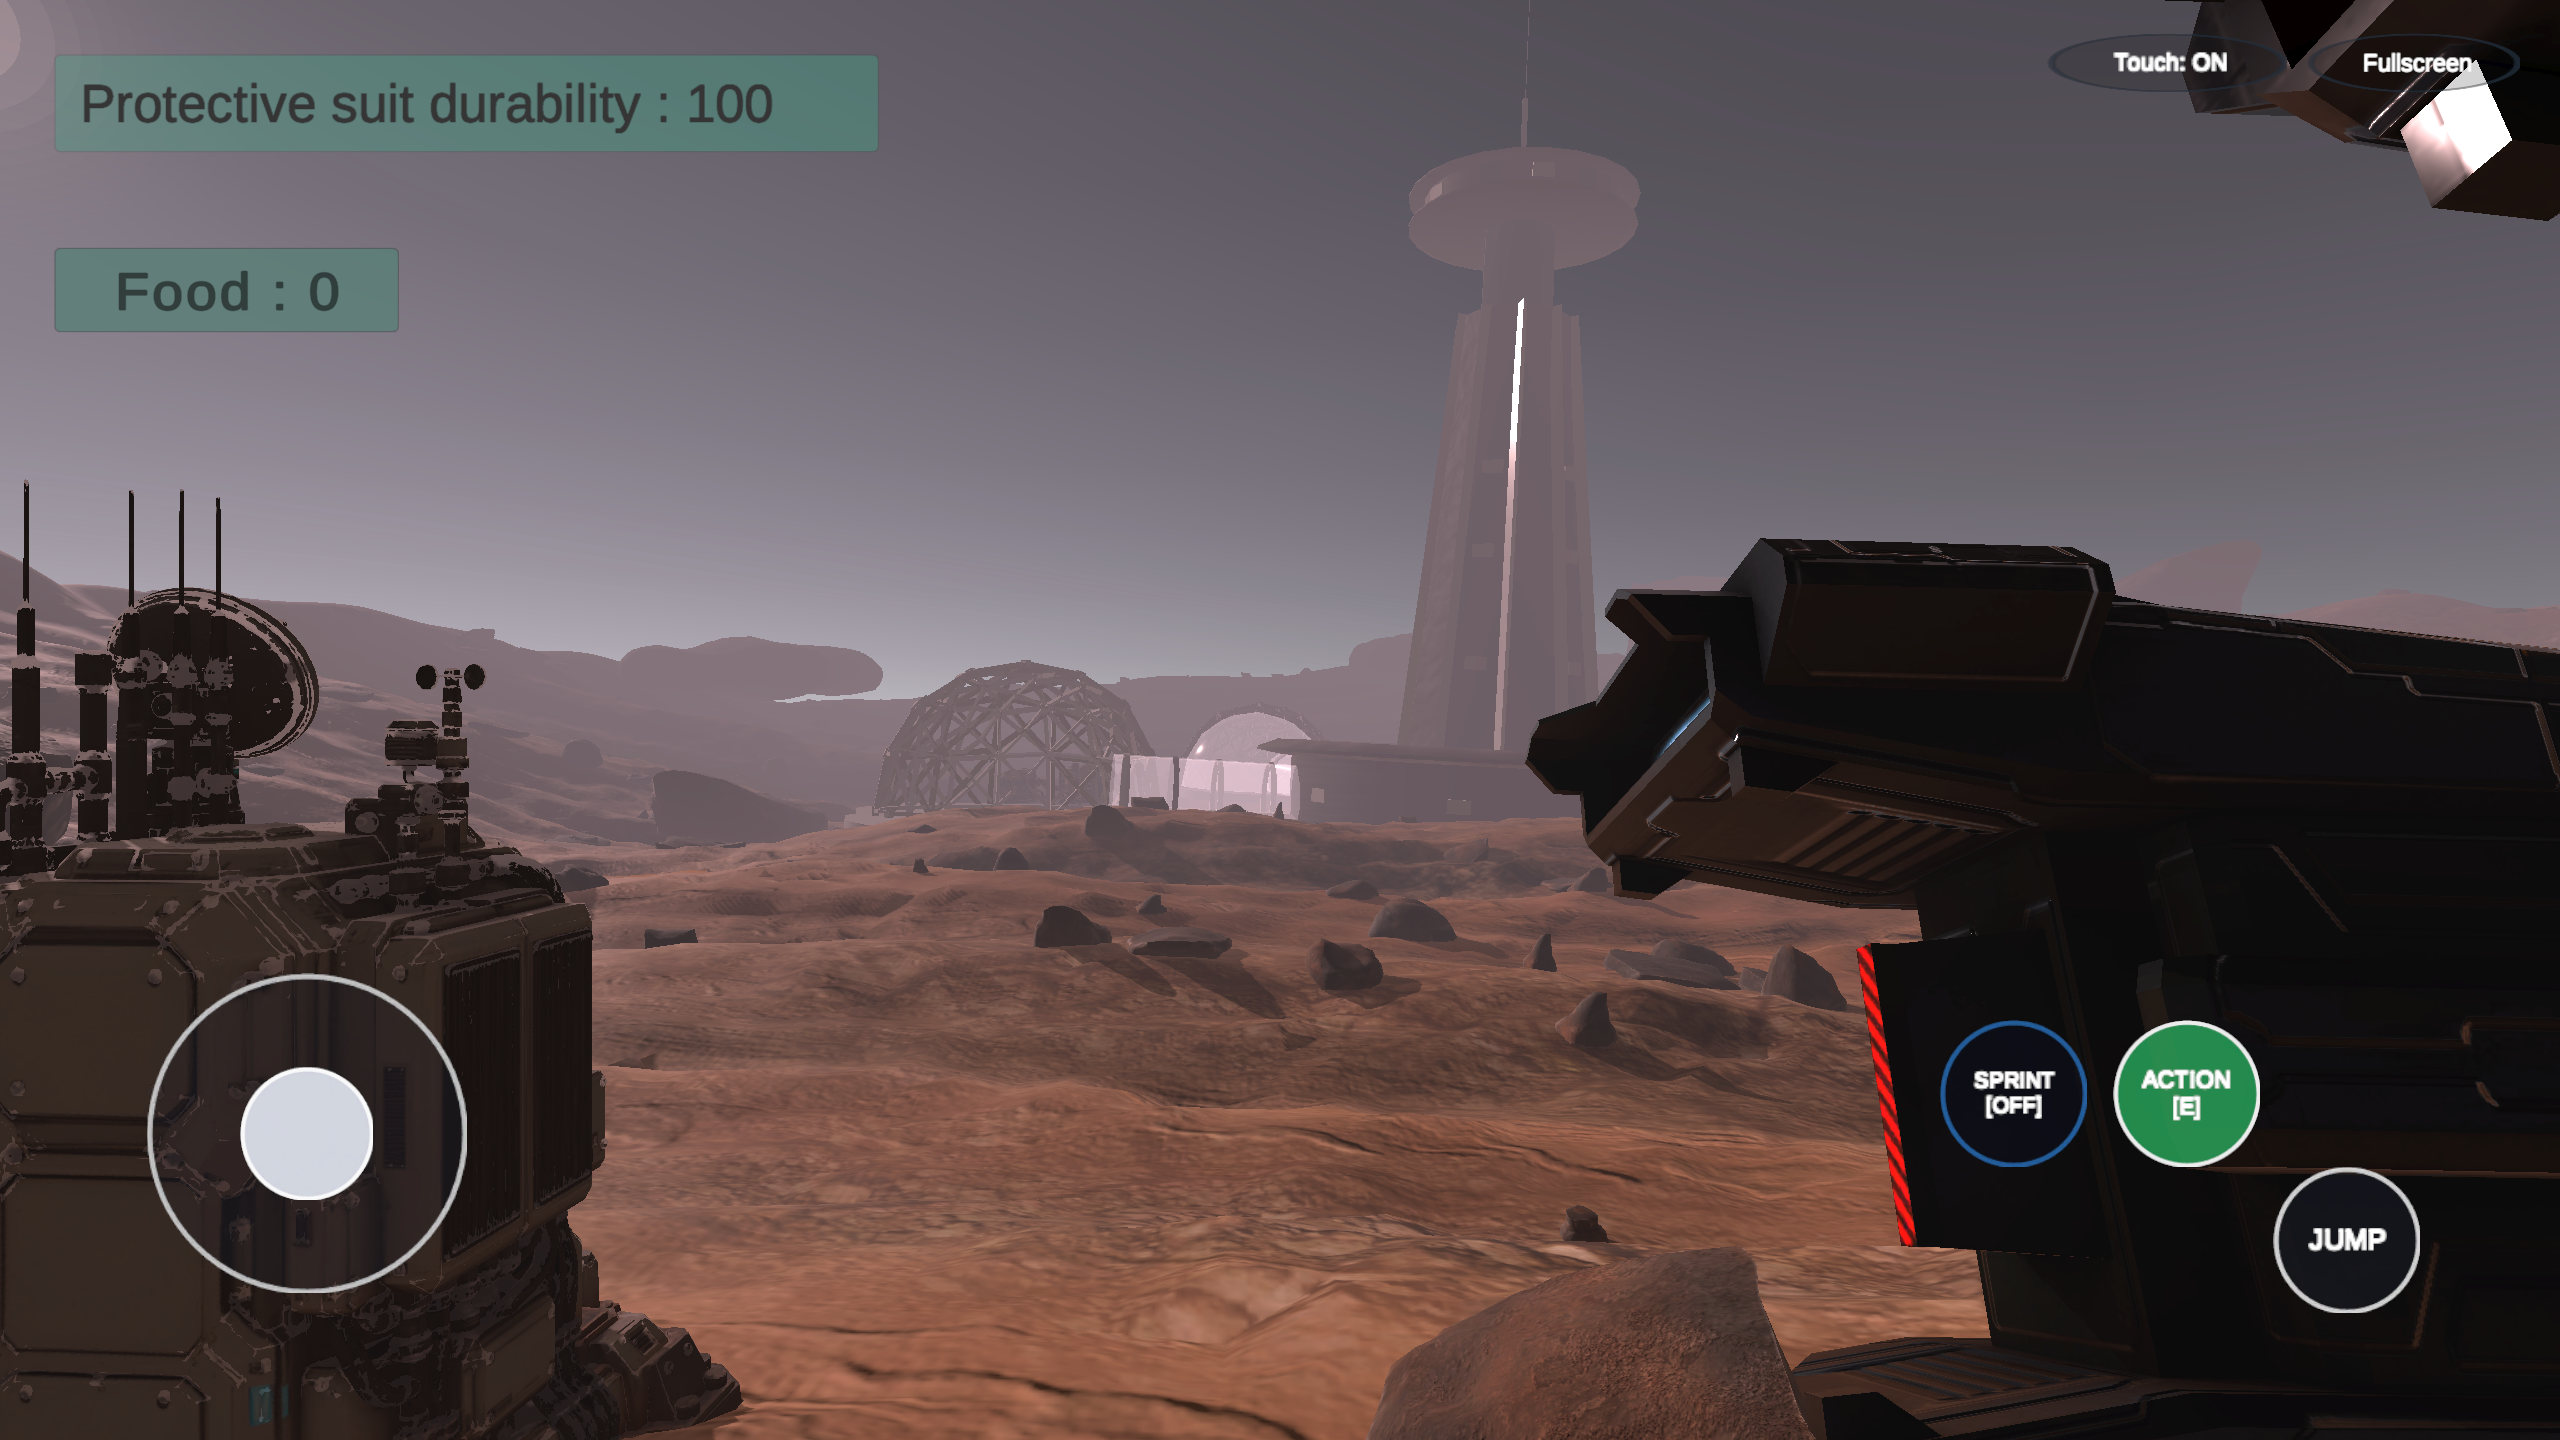 Protective suit durability : 100
Touch: ON
Fullscreen
Food : 0
SPRINT
[OFF]
ACTION
[E]
JUMP